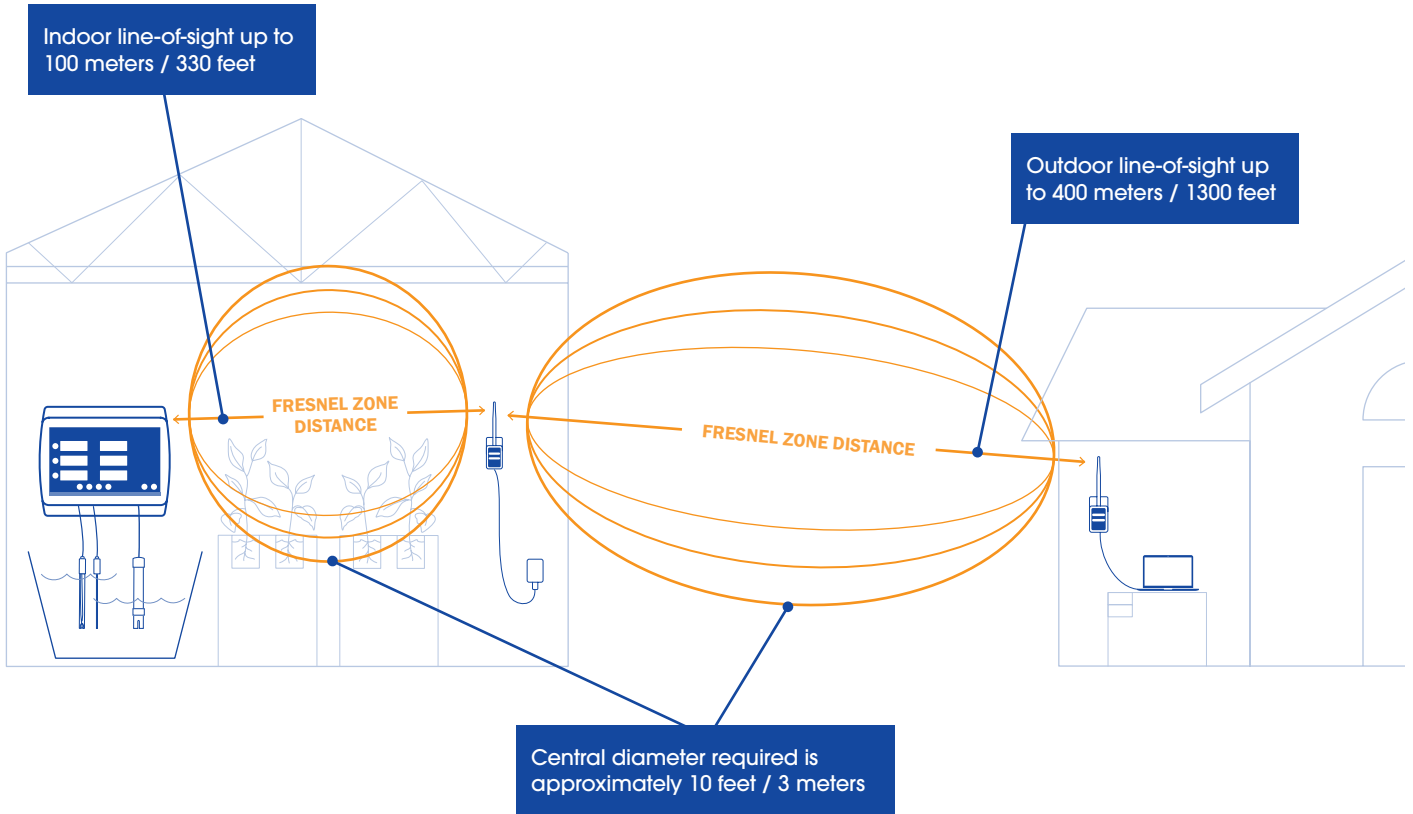 Indoor line-of-sight up to
100 meters / 330 feet
Outdoor line-of-sight up
to 400 meters / 1300 feet
FRESNEL ZONE
DISTANCE
FRESNEL ZONE DISTANCE
Central diameter required is
approximately 10 feet / 3 meters